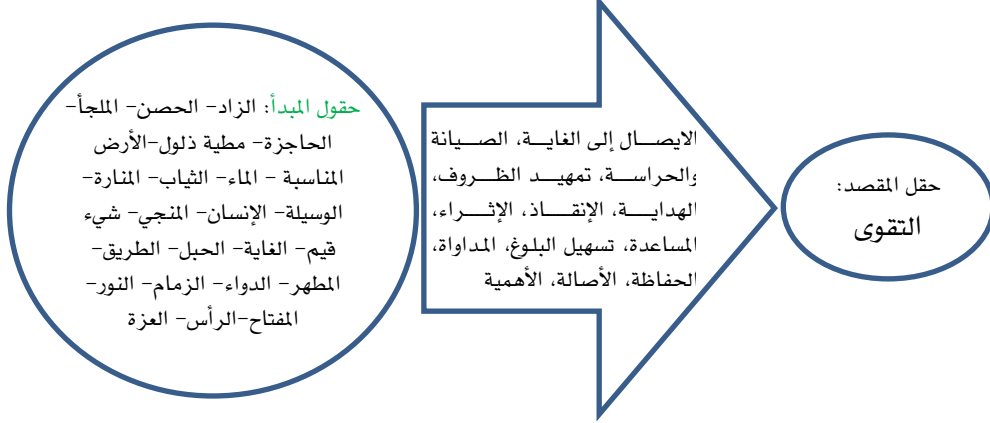 حقول المبدأ: الزاد- الحصن- الملجأ-
الحاجزة- مطية ذلول-الأرض
المناسبة - الماء- الثياب- المنارة-
الوسيلة- الإنسان- المنجي- شيء
قيم- الغاية- الحبل- الطريق-
المطهر- الدواء- الزمام- النور-
المفتاح-الرأس- العزة
الايصال إلى الغاية، الصيانة
والحراسة، تمهيد الظروف،
الهداية، الإنقاذ، الإثراء،
المساعدة، تسهيل البلوغ، المداواة،
الحفاظة، الأصالة، الأهمية
حقل المقصد:
التقوى